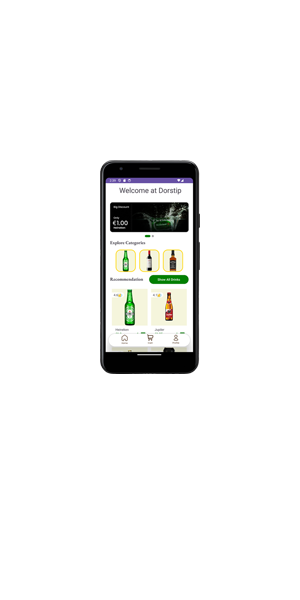 Welcome at Dorstip
Big discount
€1.00
Explore Categories
Recommendation
Show All Drinks
Heineken
Jupiler
Home
Cart
Profile